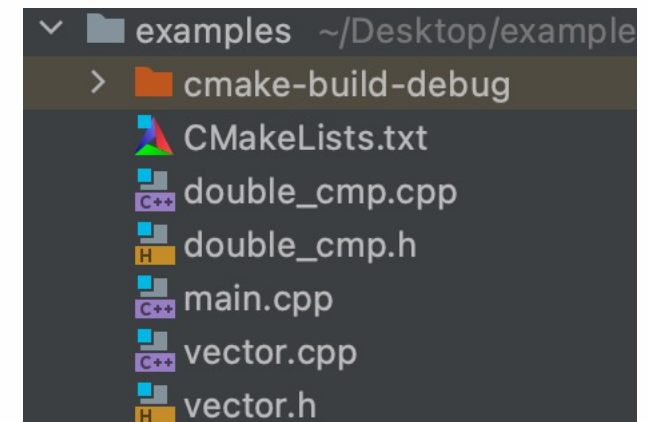 examples ~/Desktop/example
cmake-build-debug
CMakeLists.txt
C++ double_cmp.cpp
H double_cmp.h
C++ main.cpp
C++ vector.cpp
H vector.h